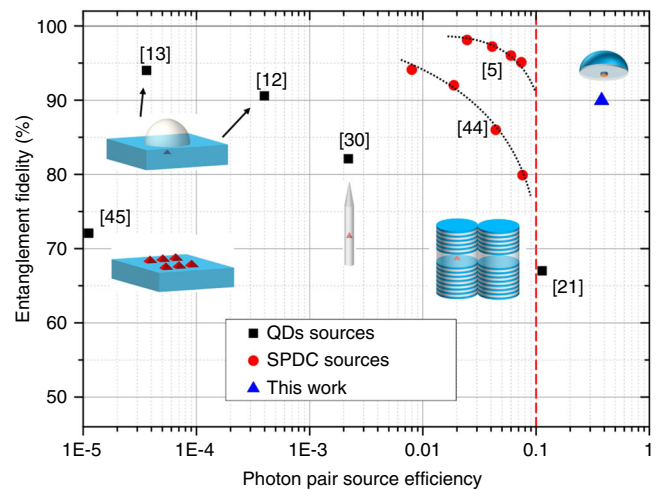 100
90
80
70
60
50
Entanglement fidelity (%)
[13]
[12]
[5]
[44]
[30]
[45]
[21]
QDs sources
SPDC sources
This work
1E-5
1E-4
1E-3
0.01
0.1
1
Photon pair source efficiency